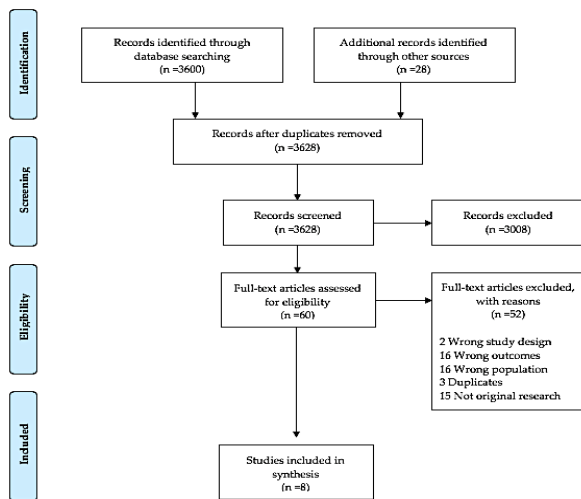 Identification
Records identified through
database searching
(n =3600)
Additional records identified
through other sources
(n =28)
Records after duplicates removed
(n =3628)
Screening
Records screened
(n =3628)
Records excluded
(n =3008)
Eligibility
Full-text articles assessed
for eligibility
(n =60)
Full-text articles excluded,
with reasons
(n =52)
2 Wrong study design
16 Wrong outcomes
16 Wrong population
3 Duplicates
15 Not original research
Included
Studies included in
synthesis
(n =8)